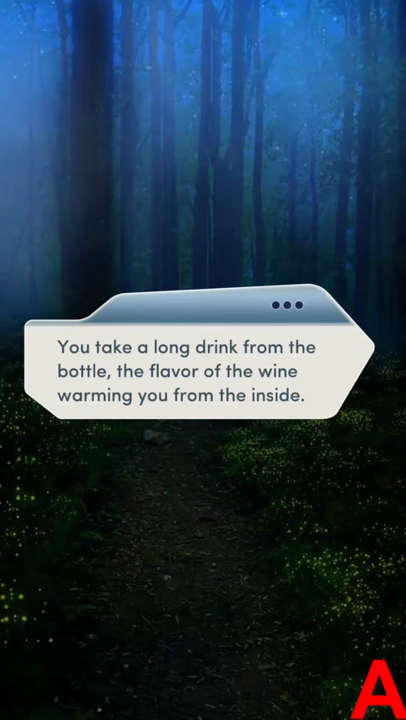 You take a long drink from the
bottle, the flavor of the wine
warming you from the inside.
A